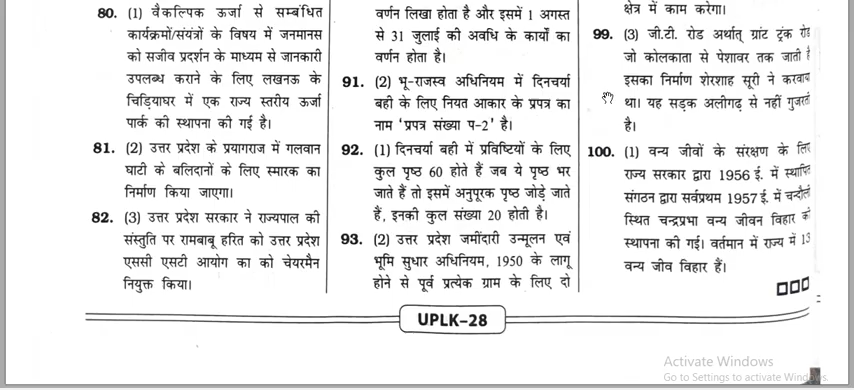 80. (1) वैकल्पिक ऊर्जा से सम्बंधित
कार्यक्रमों/संयंत्रों के विषय में जनमानस
को सजीव प्रदर्शन के माध्यम से जानकारी
उपलब्ध कराने के लिए लखनऊ के
चिड़ियाघर में एक राज्य स्तरीय ऊर्जा
पार्क की स्थापना की गई है।
81. (2) उत्तर प्रदेश के प्रयागराज में गलवान
घाटी के बलिदानों के लिए स्मारक का
निर्माण किया जाएगा।
82. (3) उत्तर प्रदेश सरकार ने राज्यपाल की
संस्तुति पर रामबाबू हरित को उत्तर प्रदेश
एससी एसटी आयोग का को चेयरमैन
नियुक्त किया।
वर्णन लिखा होता है और इसमें 1 अगस्त
से 31 जुलाई की अवधि के कार्यों का
वर्णन होता है।
91. (2) भू-राजस्व अधिनियम में दिनचर्या
बही के लिए नियत आकार के प्रपत्र का
नाम ‘प्रपत्र संख्या प-2’ है।
92. (1) दिनचर्या बही में प्रविष्टियों के लिए
कुल पृष्ठ 60 होते हैं जब ये पृष्ठ भर
जाते हैं तो इसमें अनुपूरक पृष्ठ जोड़े जाते
हैं, इनकी कुल संख्या 20 होती है।
93. (2) उत्तर प्रदेश जमींदारी उन्मूलन एवं
भूमि सुधार अधिनियम, 1950 के लागू
होने से पूर्व प्रत्येक ग्राम के लिए दो
क्षेत्र में काम करेगा।
99. (3) जी.टी. रोड अर्थात् ग्रांट ट्रंक रोड
जो कोलकाता से पेशावर तक जाती है
इसका निर्माण शेरशाह सूरी ने करवाय
था। यह सड़क अलीगढ़ से नहीं गुजरती
है।
100. (1) वन्य जीवों के संरक्षण के लिए
राज्य सरकार द्वारा 1956 ई. में स्थापित
संगठन द्वारा सर्वप्रथम 1957 ई. में चन्दौली
स्थित चन्द्रप्रभा वन्य जीवन विहार की
स्थापना की गई। वर्तमान में राज्य में 13
वन्य जीव विहार हैं।
UPLK–28
Activate Windows
Go to Settings to activate Windows.